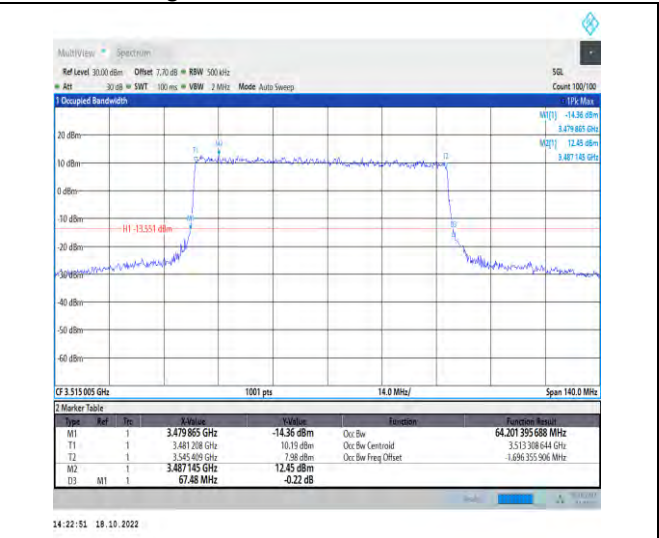 MultiView Spectrum
Ref Level 30.00 dBm Offset 7.70 dB RBW 500 kHz SGL
Att 30 dB SWT 100 ms VBW 2 MHz Mode Auto Sweep Count 100/100
1 Occupied Bandwidth 1Pk Max
M1[1] -14.36 dBm
3.479 865 GHz
20 dBm M2[1] 12.45 dBm
3.487 145 GHz
T1 M2 T2
10 dBm
0 dBm
-10 dBm
M1 D3
H1 -13.551 dBm
-20 dBm
-30 dBm
-40 dBm
-50 dBm
-60 dBm
CF 3.515 005 GHz 1001 pts 14.0 MHz/ Span 140.0 MHz
2 Marker Table
Type Ref Trc X-Value Y-Value Function Function Result
M1 1 3.479 865 GHz -14.36 dBm Occ Bw 64.201 395 688 MHz
T1 1 3.481 208 GHz 10.19 dBm Occ Bw Centroid 3.513 308 644 GHz
T2 1 3.545 409 GHz 7.98 dBm Occ Bw Freq Offset -1.696 355 906 MHz
M2 1 3.487 145 GHz 12.45 dBm
D3 M1 1 67.48 MHz -0.22 dB
14:22:51 18.10.2022